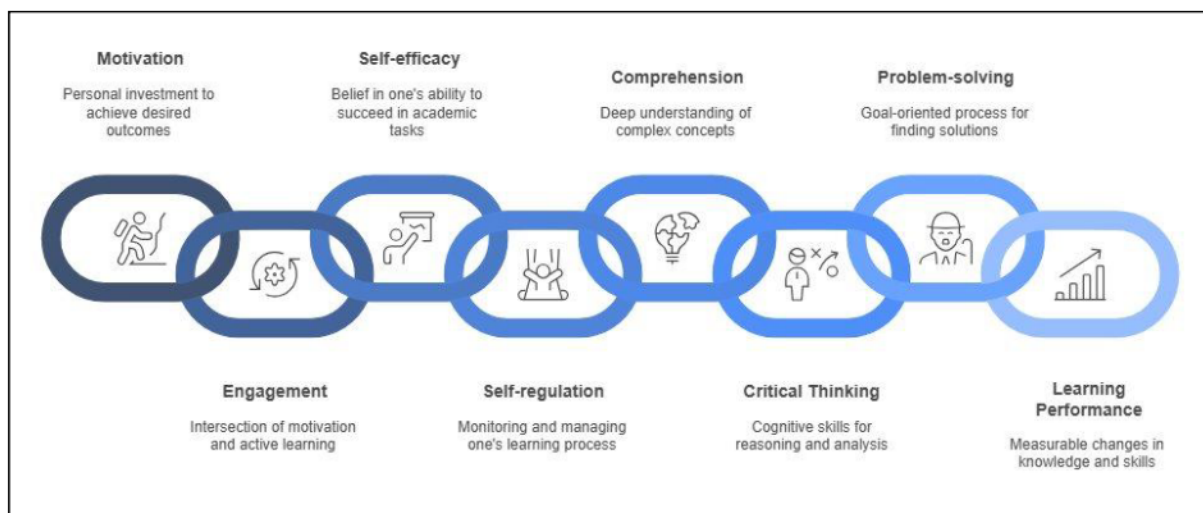 Motivation
Personal investment to
achieve desired
outcomes
Engagement
Intersection of motivation
and active learning
Self-efficacy
Belief in one's ability to
succeed in academic
tasks
Self-regulation
Monitoring and managing
one's learning process
Comprehension
Deep understanding of
complex concepts
Critical Thinking
Cognitive skills for
reasoning and analysis
Problem-solving
Goal-oriented process for
finding solutions
Learning
Performance
Measurable changes in
knowledge and skills